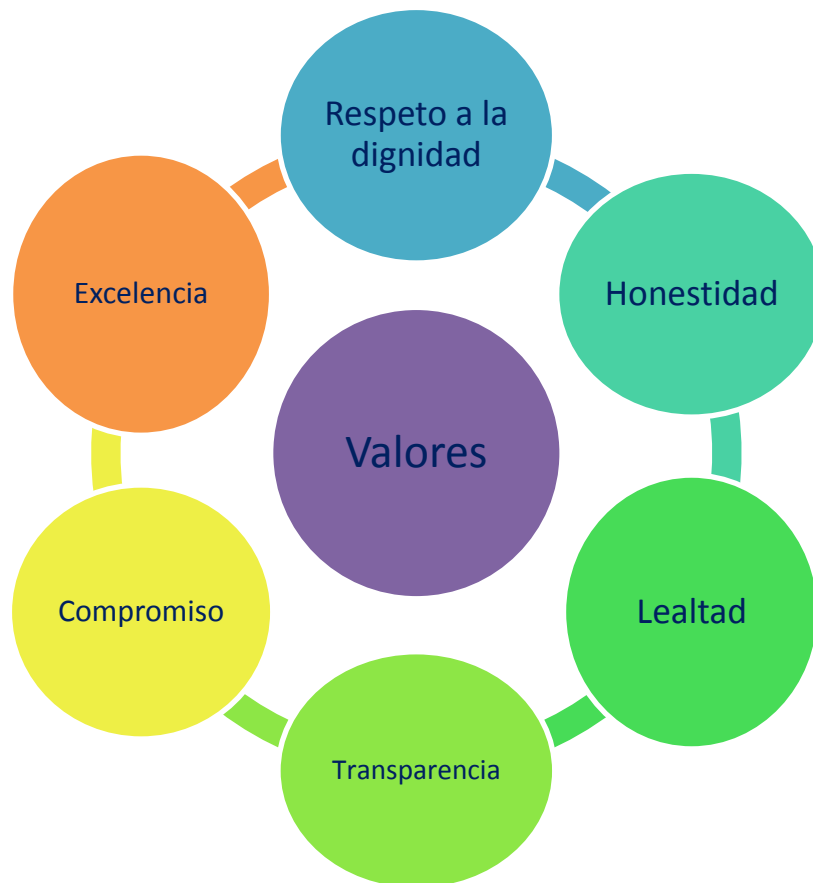 Respeto a la
dignidad
Honestidad
Lealtad
Transparencia
Compromiso
Excelencia
Valores